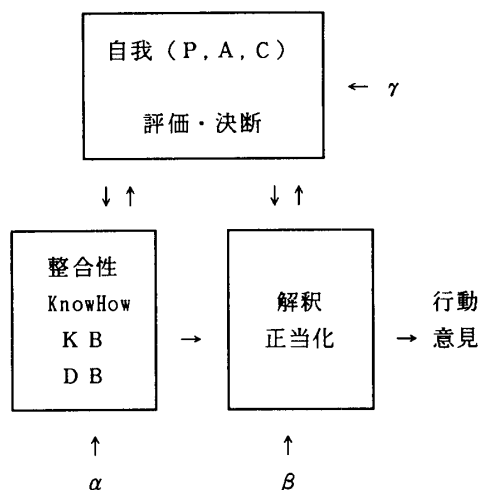 自我（P，A，C）
評価・決断
← γ
↓↑ ↓↑
整合性
KnowHow
K B
D B
→
解釈
正当化
→
行動
意見
↑ ↑
α β